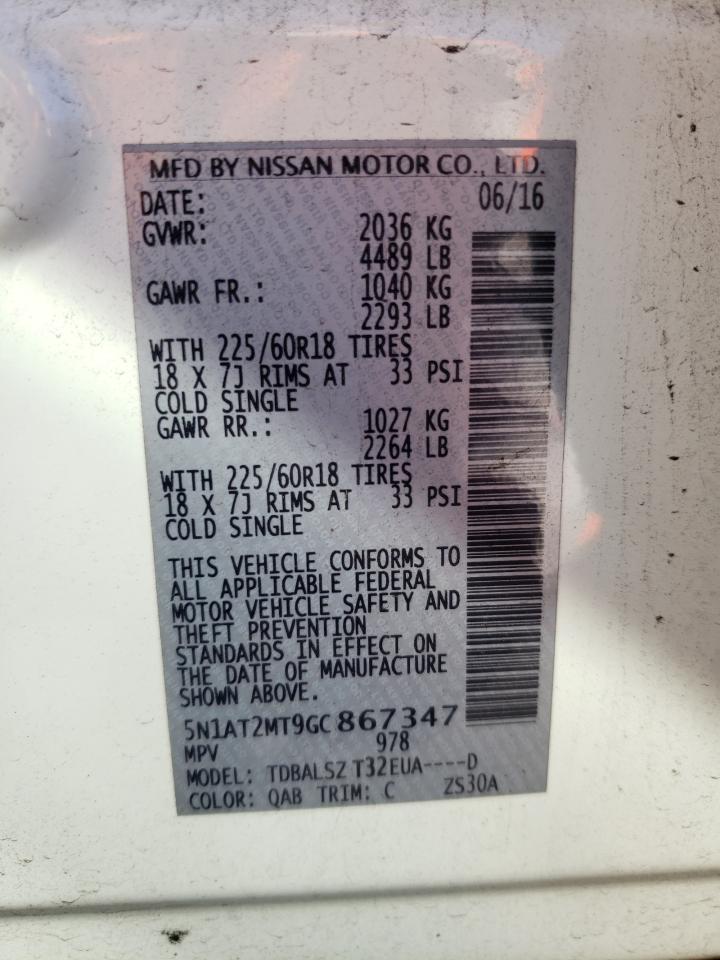 MFD BY NISSAN MOTOR CO., LTD.
DATE: 06/16
GVWR: 2036 KG
4489 LB
GAWR FR.: 1040 KG
2293 LB
WITH 225/60R18 TIRES
18 X 7J RIMS AT 33 PSI
COLD SINGLE
GAWR RR.: 1027 KG
2264 LB
WITH 225/60R18 TIRES
18 X 7J RIMS AT 33 PSI
COLD SINGLE
THIS VEHICLE CONFORMS TO
ALL APPLICABLE FEDERAL
MOTOR VEHICLE SAFETY AND
THEFT PREVENTION
STANDARDS IN EFFECT ON
THE DATE OF MANUFACTURE
SHOWN ABOVE.
5N1AT2MT9GC867347
MPV 978
MODEL: TDBALSZ T32EUA----D
COLOR: QAB TRIM: C ZS30A